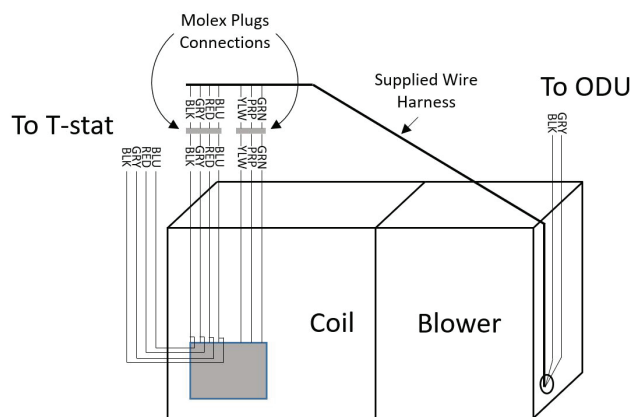 Molex Plugs
Connections
Supplied Wire
Harness
To ODU
To T-stat
BLK
GRY
RED
BLU
YLW
PRP
GRN
BLK
GRY
BLK
GRY
RED
BLU
YLW
PRP
GRN
BLK
GRY
RED
BLU
Coil
Blower